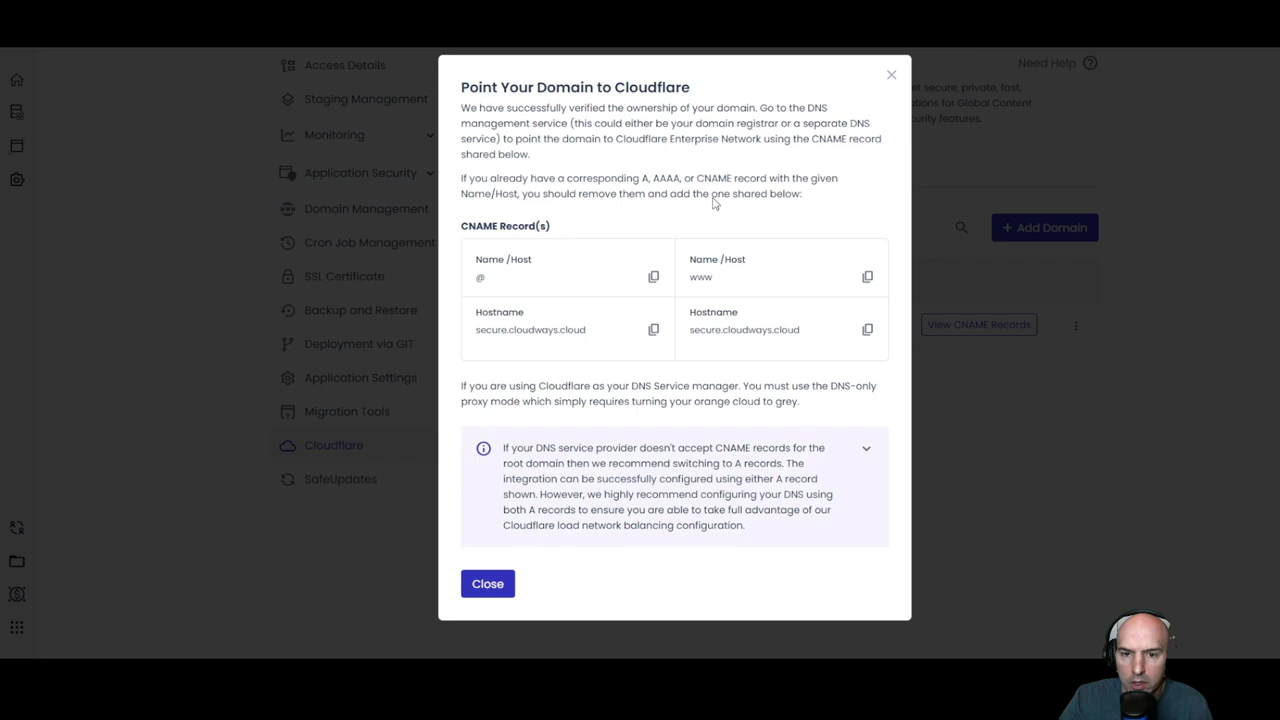 Access Details
Staging Management
Monitoring
Application Security
Domain Management
Cron Job Management
SSL Certificate
Backup and Restore
Deployment via GIT
Application Settings
Migration Tools
Cloudflare
SafeUpdates
Point Your Domain to Cloudflare
We have successfully verified the ownership of your domain. Go to the DNS
management service (this could either be your domain registrar or a separate DNS
service) to point the domain to Cloudflare Enterprise Network using the CNAME record
shared below.
If you already have a corresponding A, AAAA, or CNAME record with the given
Name/Host, you should remove them and add the one shared below:
CNAME Record(s)
Name /Host
@
Name /Host
www
Hostname
secure.cloudways.cloud
Hostname
secure.cloudways.cloud
If you are using Cloudflare as your DNS Service manager. You must use the DNS-only
proxy mode which simply requires turning your orange cloud to grey.
If your DNS service provider doesn't accept CNAME records for the
root domain then we recommend switching to A records. The
integration can be successfully configured using either A record
shown. However, we highly recommend configuring your DNS using
both A records to ensure you are able to take full advantage of our
Cloudflare load network balancing configuration.
Close
Need Help
et secure, private, fast,
ations for Global Content
curity features.
+ Add Domain
View CNAME Records